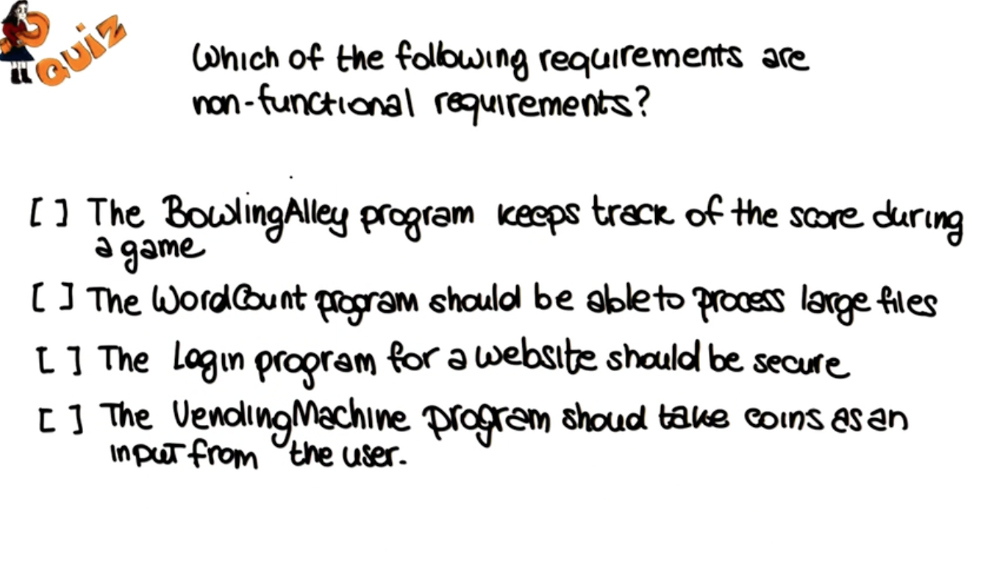 QUIZ
Which of the following requirements are
non-functional requirements?
[ ] The BowlingAlley program keeps track of the score during
a game
[ ] The WordCount program should be able to process large files
[ ] The Login program for a website should be secure
[ ] The VendingMachine program shoud take coins as an
input from the user.